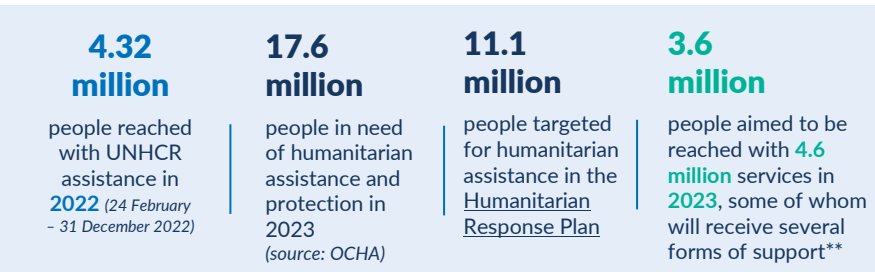 4.32
million
people reached
with UNHCR
assistance in
2022 (24 February
– 31 December 2022)
17.6
million
people in need
of humanitarian
assistance and
protection in
2023
(source: OCHA)
11.1
million
people targeted
for humanitarian
assistance in the
Humanitarian
Response Plan
3.6
million
people aimed to be
reached with 4.6
million services in
2023, some of whom
will receive several
forms of support**